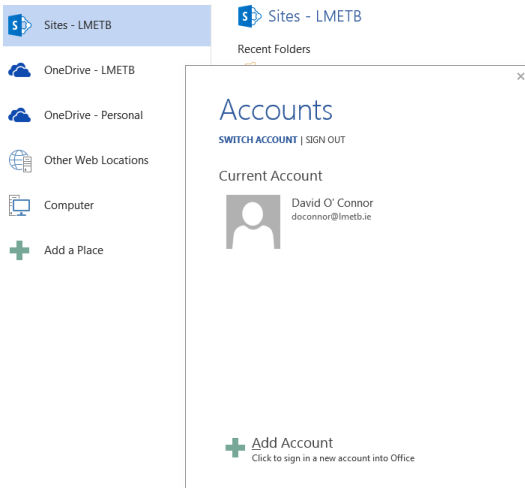 Sites - LMETB
OneDrive - LMETB
OneDrive - Personal
Other Web Locations
Computer
Add a Place
Sites - LMETB
Recent Folders
Accounts
SWITCH ACCOUNT | SIGN OUT
Current Account
David O' Connor
doconnor@lmetb.ie
Add Account
Click to sign in a new account into Office